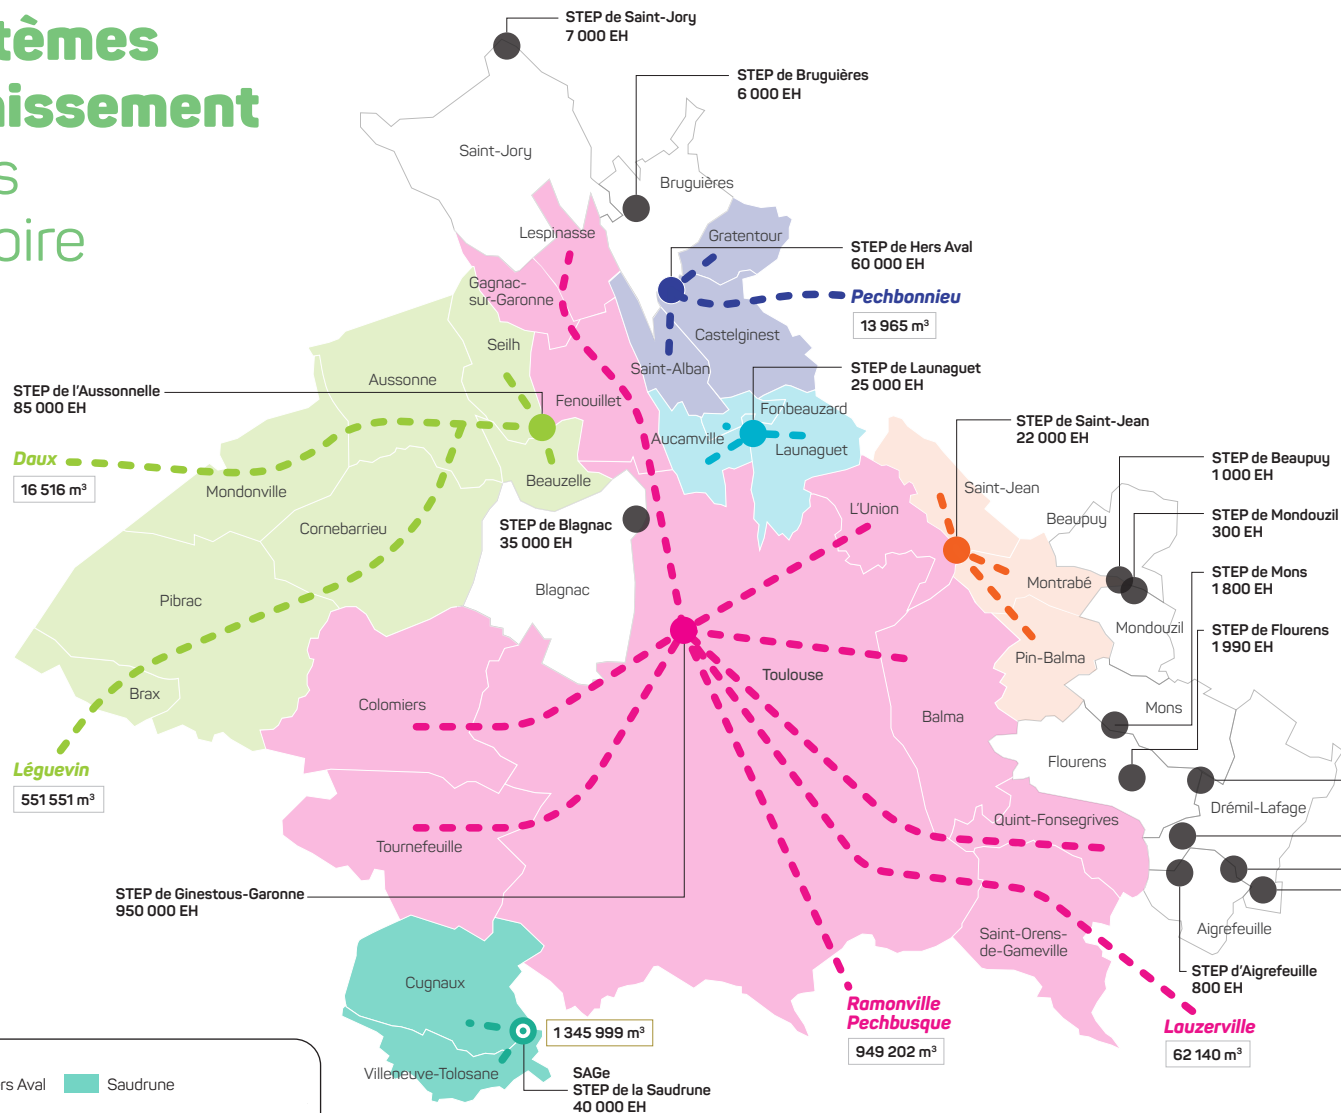 tèmes
nissement
s
oire
STEP de Saint-Jory
7 000 EH
STEP de Bruguières
6 000 EH
Saint-Jory
Bruguières
Lespinasse
Gratentour
STEP de Hers Aval
60 000 EH
Gagnac-
sur-Garonne
Pechbonnieu
13 965 m³
Castelginest
Seilh
Saint-Alban
STEP de Launaguet
25 000 EH
Aussonne
STEP de l'Aussonnelle
85 000 EH
Fenouillet
Fonbeauzard
Aucamville
Launaguet
STEP de Saint-Jean
22 000 EH
Daux
16 516 m³
Mondonville
Beauzelle
STEP de Beaupuy
1 000 EH
Saint-Jean
L'Union
Beaupuy
STEP de Mondouzil
300 EH
Cornebarrieu
STEP de Blagnac
35 000 EH
Blagnac
Montrabé
STEP de Mons
1 800 EH
Pibrac
Mondouzil
STEP de Flourens
1 990 EH
Pin-Balma
Toulouse
Brax
Colomiers
Balma
Mons
Flourens
Léguevin
551 551 m³
Drémil-Lafage
Quint-Fonsegrives
Tournefeuille
STEP de Ginestous-Garonne
950 000 EH
Saint-Orens-
de-Gameville
Aigrefeuille
STEP d'Aigrefeuille
800 EH
Cugnaux
Ramonville
Pechbusque
949 202 m³
Lauzerville
62 140 m³
1 345 999 m³
Villeneuve-Tolosane
SAGe
STEP de la Saudrune
40 000 EH
rs Aval
Saudrune